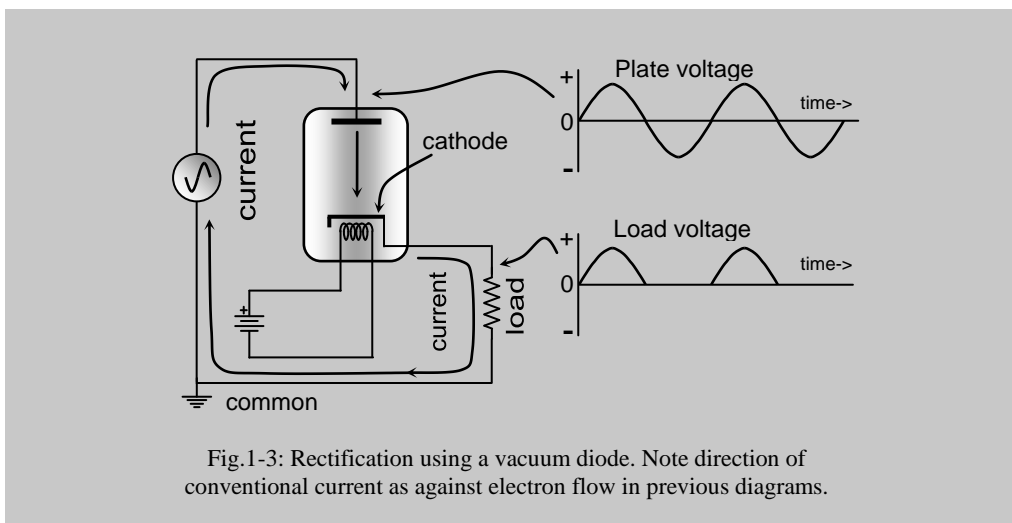 Plate voltage
+
time->
0
-
cathode
current
Load voltage
+
time->
0
-
current
load
+
common
Fig.1-3: Rectification using a vacuum diode. Note direction of
conventional current as against electron flow in previous diagrams.